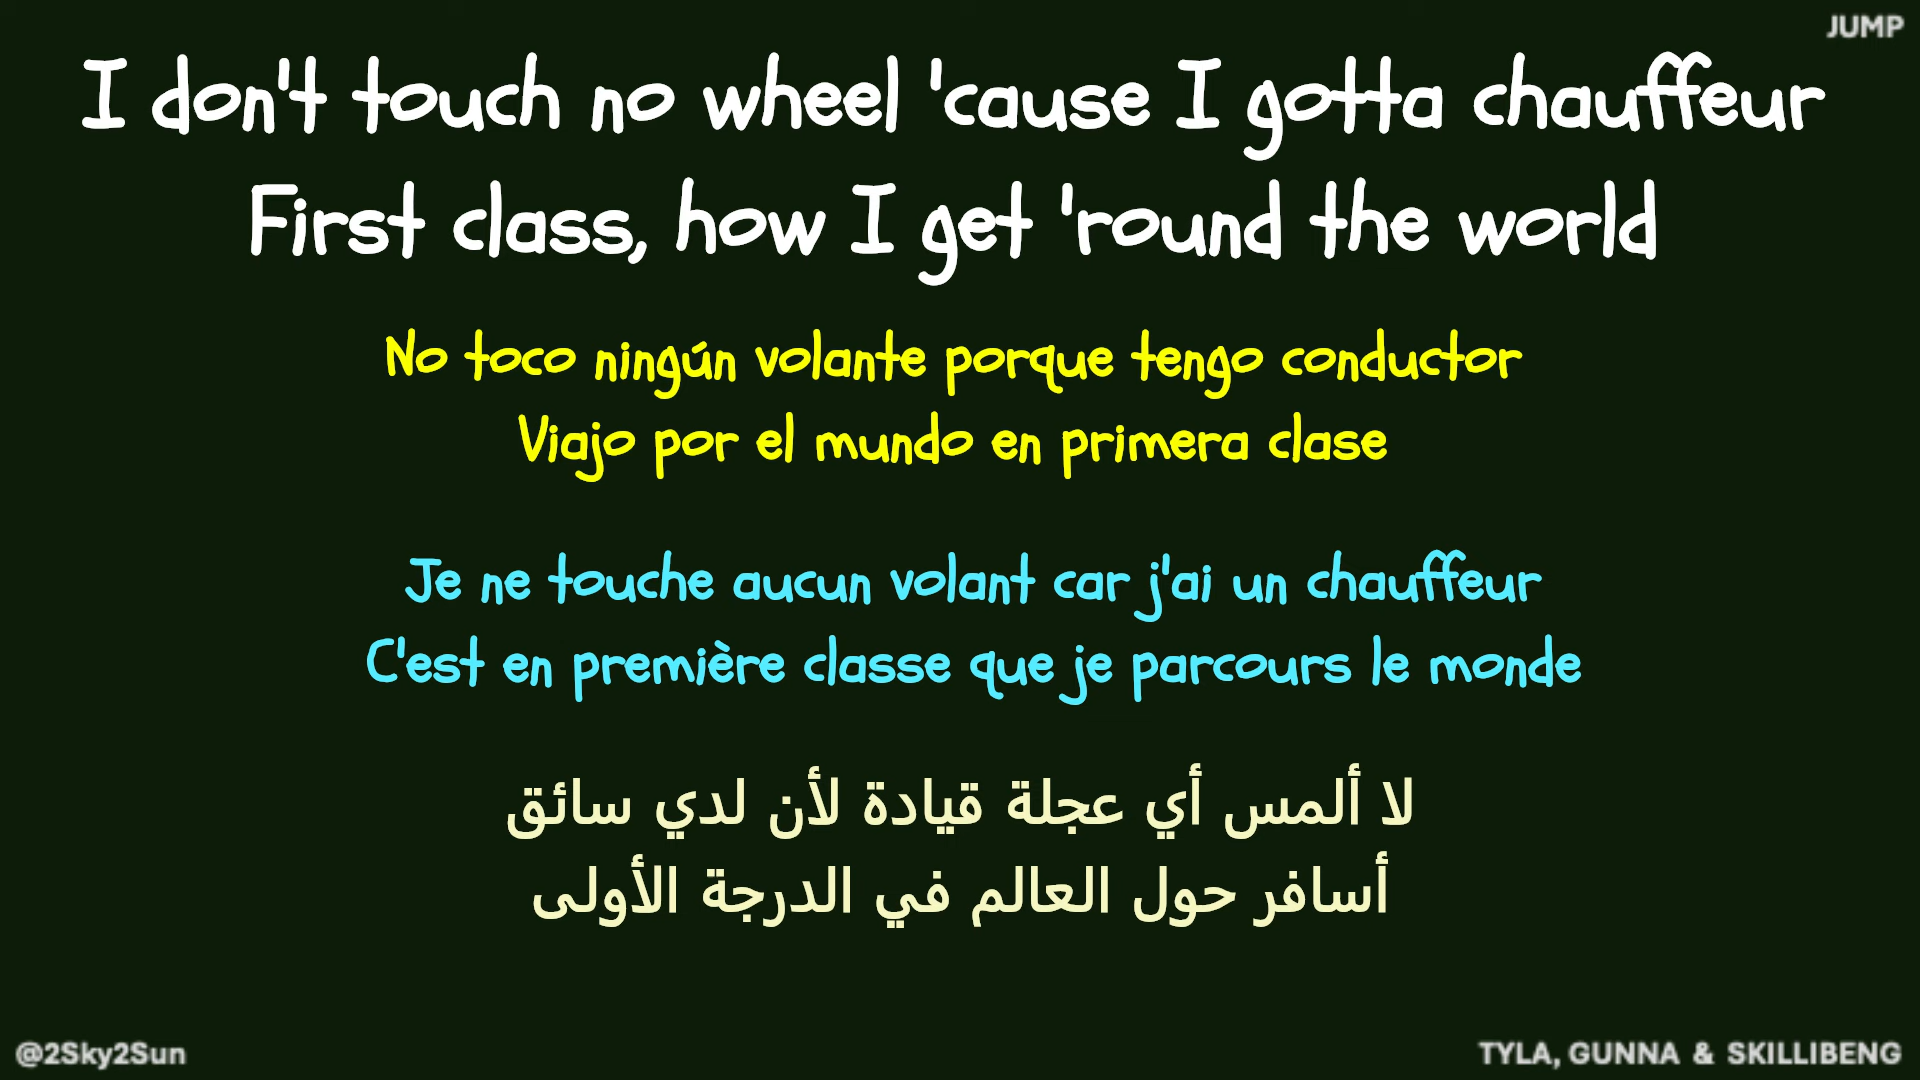 JUMP
I don't touch no wheel 'cause I gotta chauffeur
First class, how I get 'round the world
No toco ningún volante porque tengo conductor
Viajo por el mundo en primera clase
Je ne touche aucun volant car j'ai un chauffeur
C'est en première classe que je parcours le monde
لا ألمس أي عجلة قيادة لأن لدي سائق
أسافر حول العالم في الدرجة الأولى
@2Sky2Sun
TYLA, GUNNA & SKILLIBENG